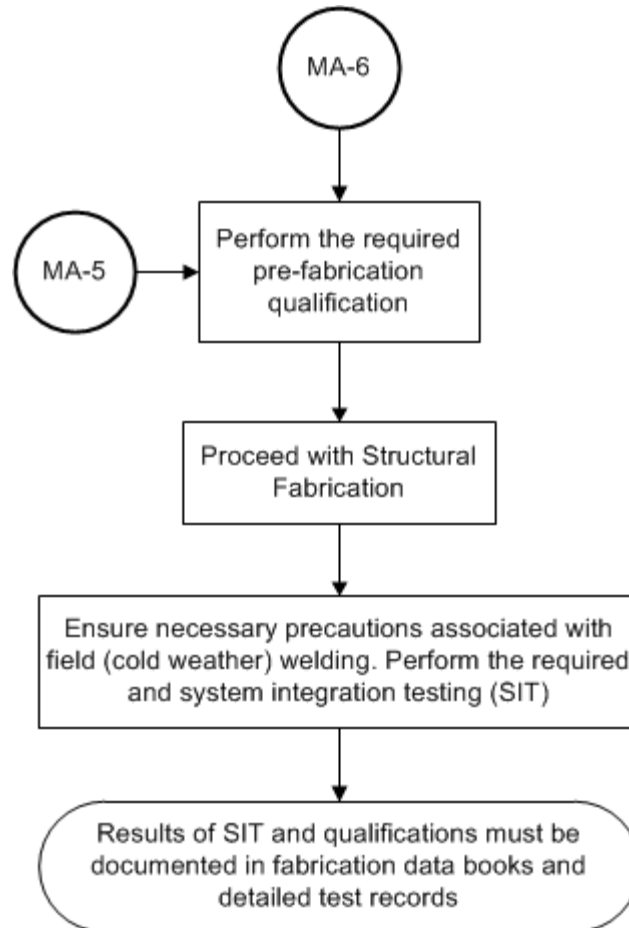 MA-6
Perform the required
pre-fabrication
qualification
MA-5
Proceed with Structural
Fabrication
Ensure necessary precautions associated with
field (cold weather) welding. Perform the required
and system integration testing (SIT)
Results of SIT and qualifications must be
documented in fabrication data books and
detailed test records